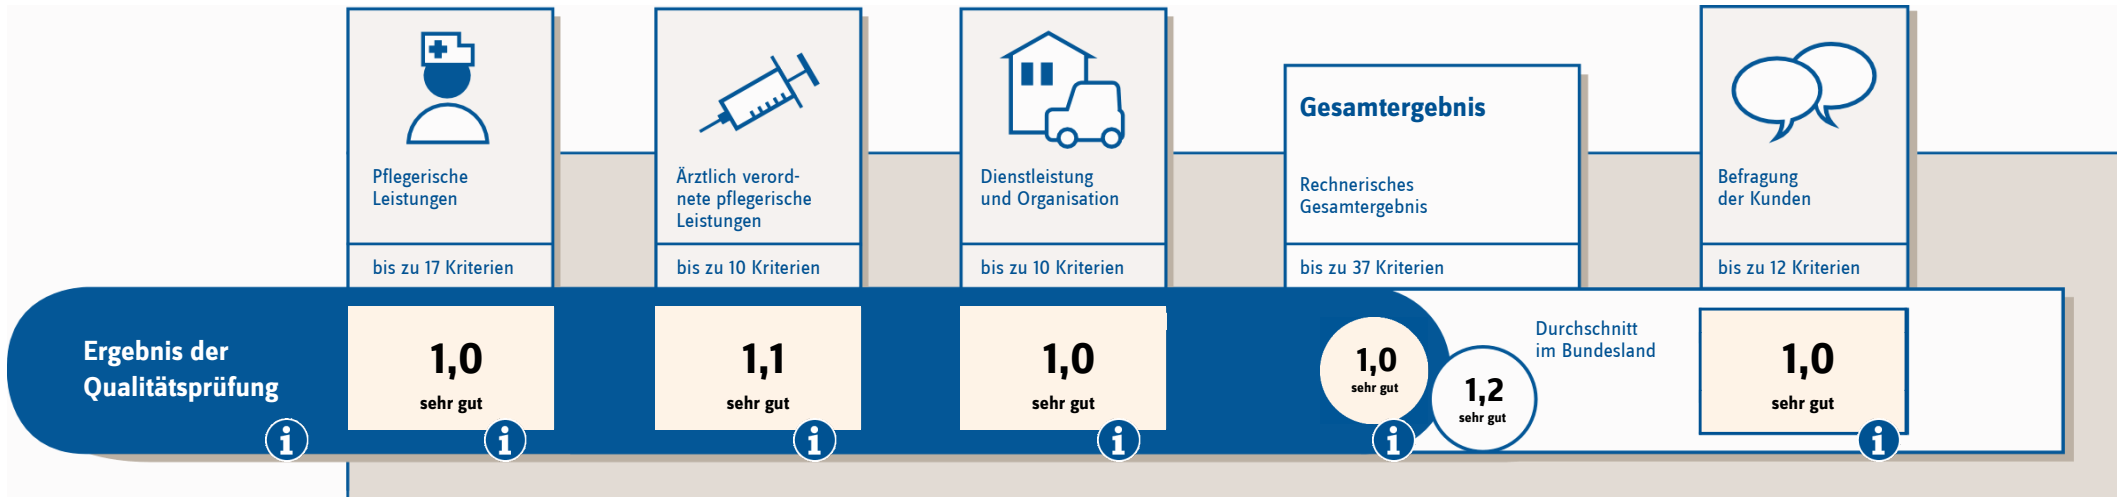 Pflegerische
Leistungen
bis zu 17 Kriterien
Ärztlich verord-
nete pflegerische
Leistungen
bis zu 10 Kriterien
Dienstleistung
und Organisation
bis zu 10 Kriterien
Gesamtergebnis
Rechnerisches
Gesamtergebnis
bis zu 37 Kriterien
Befragung
der Kunden
bis zu 12 Kriterien
Ergebnis der
Qualitätsprüfung
i
1,0
sehr gut
i
1,1
sehr gut
i
1,0
sehr gut
i
1,0
sehr gut
i
1,2
sehr gut
Durchschnitt
im Bundesland
1,0
sehr gut
i